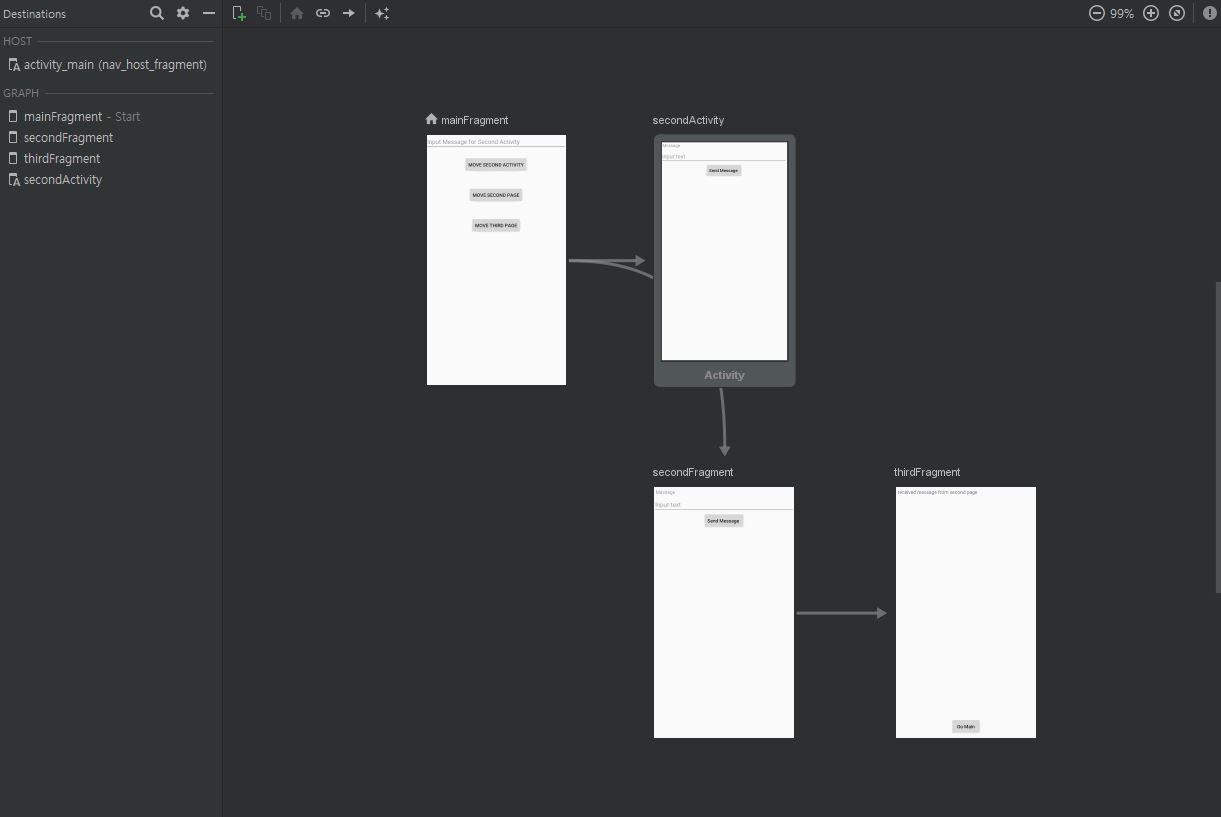 Destinations
99%
HOST
activity_main (nav_host_fragment)
GRAPH
mainFragment - Start
secondFragment
thirdFragment
secondActivity
mainFragment
Input Message for Second Activity
MOVE SECOND ACTIVITY
MOVE SECOND PAGE
MOVE THIRD PAGE
secondActivity
Message
Input text
Send Message
Activity
secondFragment
Message
Input text
Send Message
thirdFragment
received message from second page
Go Main